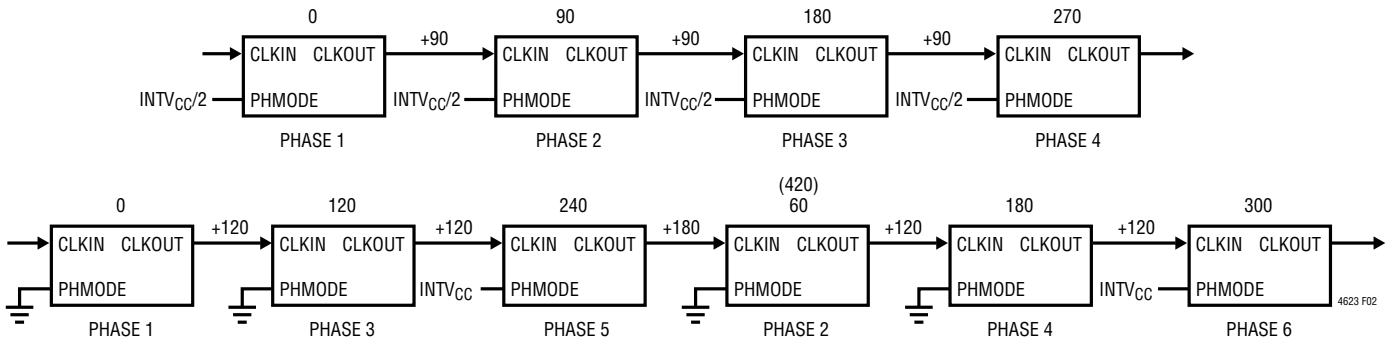 0 90 180 270
CLKIN CLKOUT +90 CLKIN CLKOUT +90 CLKIN CLKOUT +90 CLKIN CLKOUT
INTVCC/2 PHMODE INTVCC/2 PHMODE INTVCC/2 PHMODE INTVCC/2 PHMODE
PHASE 1 PHASE 2 PHASE 3 PHASE 4
(420)
0 120 240 60 180 300
CLKIN CLKOUT +120 CLKIN CLKOUT +120 CLKIN CLKOUT +180 CLKIN CLKOUT +120 CLKIN CLKOUT +120 CLKIN CLKOUT
PHMODE PHMODE INTVCC PHMODE PHMODE PHMODE INTVCC PHMODE
4623 F02
PHASE 1 PHASE 3 PHASE 5 PHASE 2 PHASE 4 PHASE 6